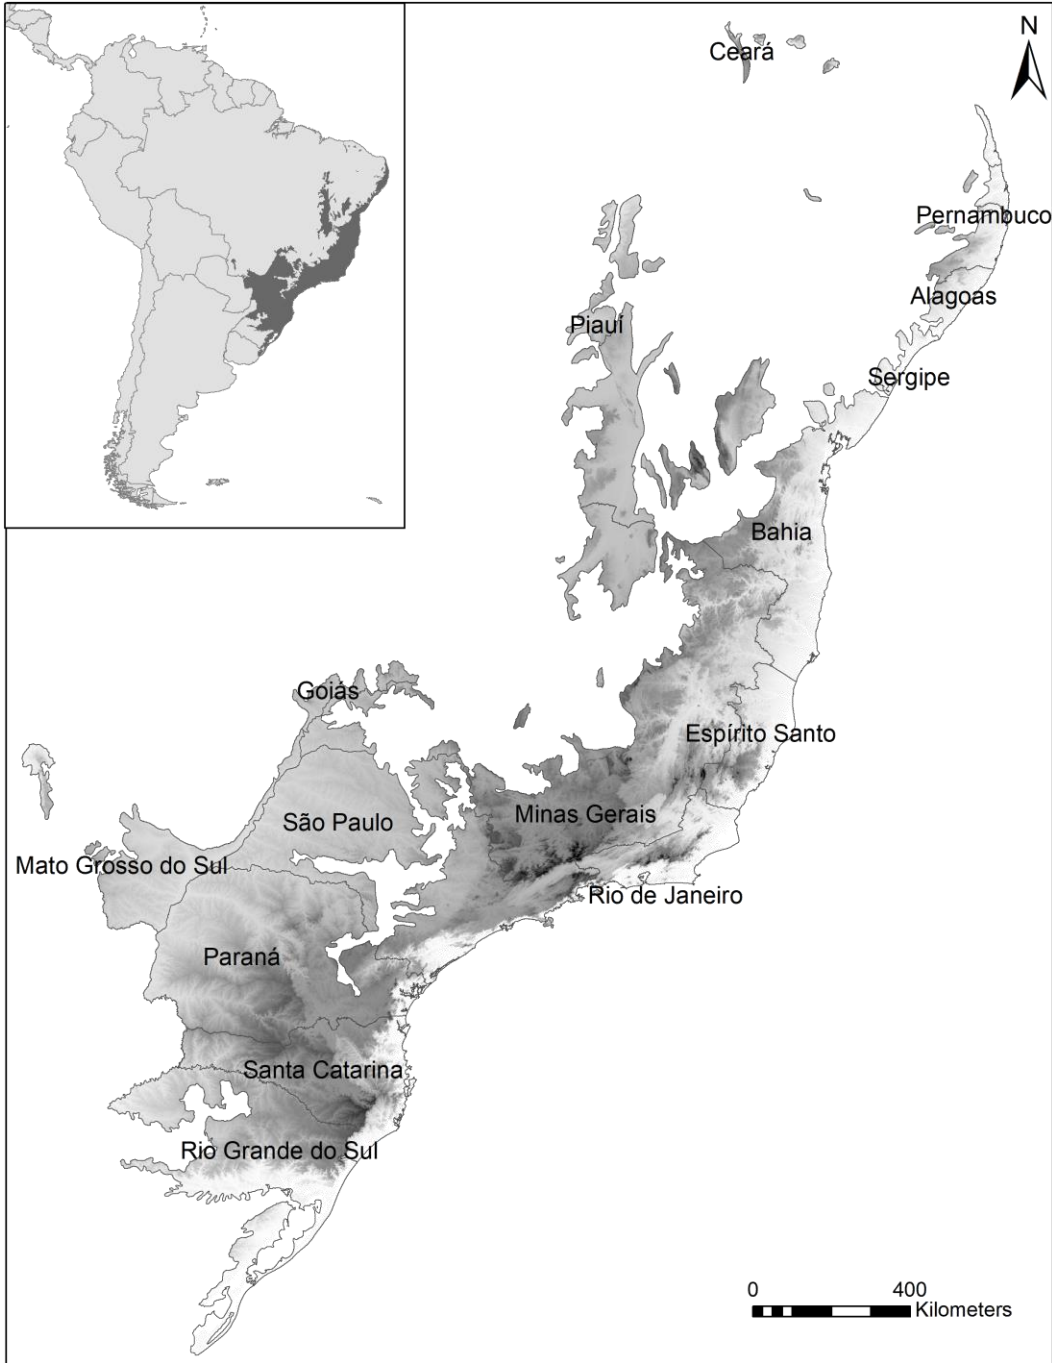 N
Ceará
Pernambuco
Alagoas
Piauí
Sergipe
Bahia
Goiás
Espírito Santo
Minas Gerais
São Paulo
Mato Grosso do Sul
Rio de Janeiro
Paraná
Santa Catarina
Rio Grande do Sul
0 400
Kilometers